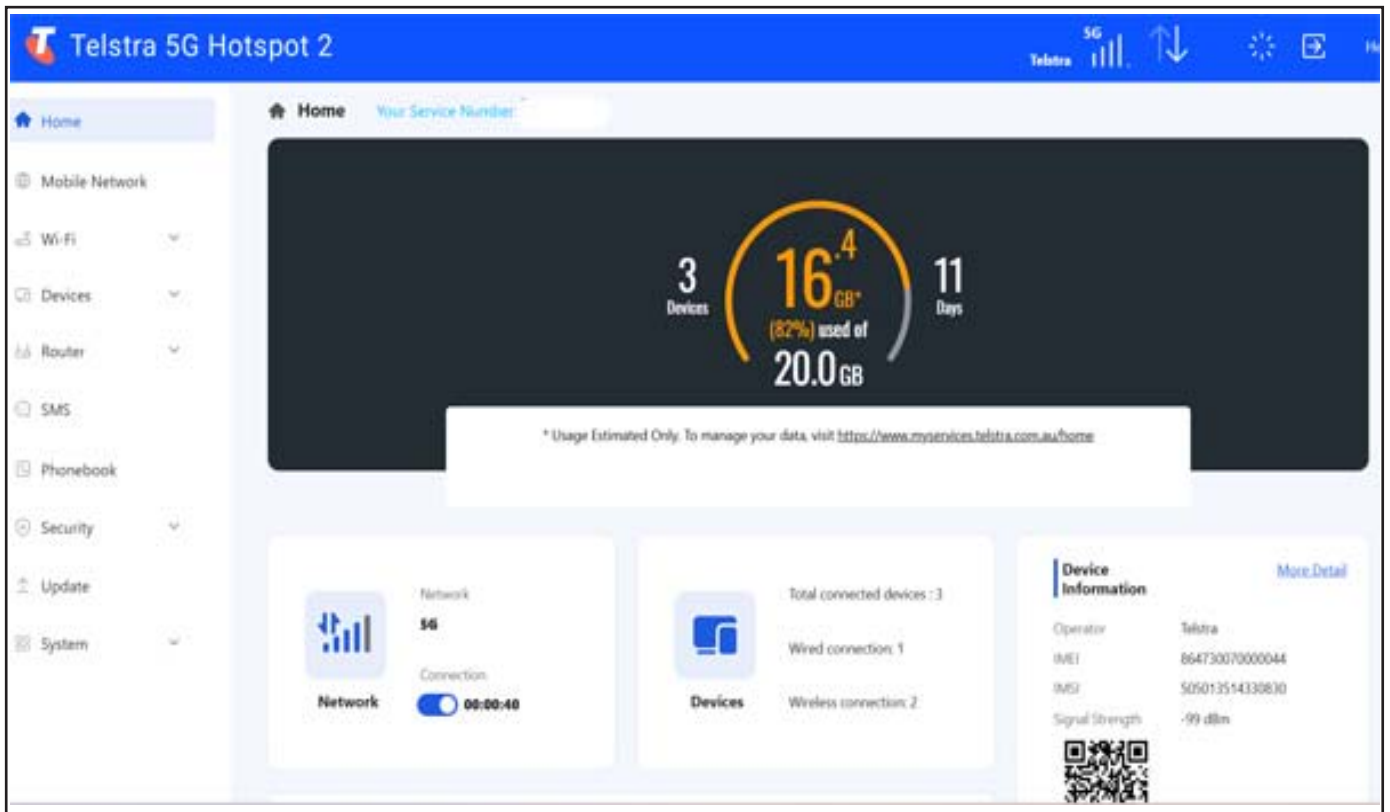 Telstra 5G Hotspot 2
5G
Telstra
Home
Mobile Network
Wi-Fi
Devices
Router
SMS
Phonebook
Security
Update
System
Home
Your Service Number:
3
Devices
16.4
GB*
(82%) used of
20.0 GB
11
Days
* Usage Estimated Only. To manage your data, visit https://www.myservices.telstra.com.au/home
Network
Network
5G
Connection
00:00:40
Devices
Total connected devices : 3
Wired connection: 1
Wireless connection: 2
Device
Information
More Detail
Operator Telstra
IMEI 864730070000044
IMSI 505013514330830
Signal Strength -99 dBm